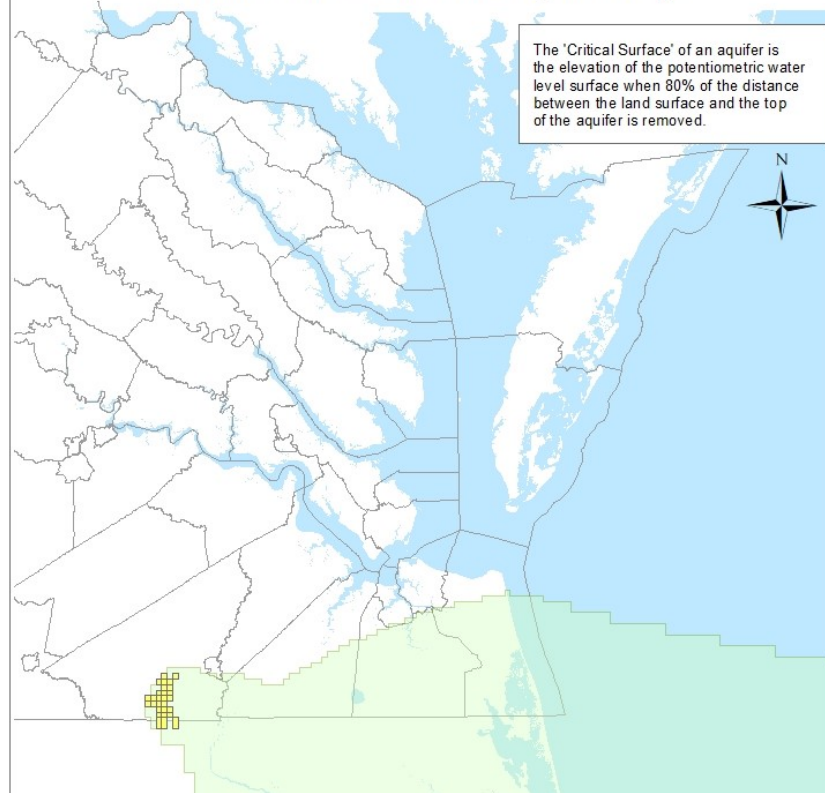 The 'Critical Surface' of an aquifer is
the elevation of the potentiometric water
level surface when 80% of the distance
between the land surface and the top
of the aquifer is removed.
N